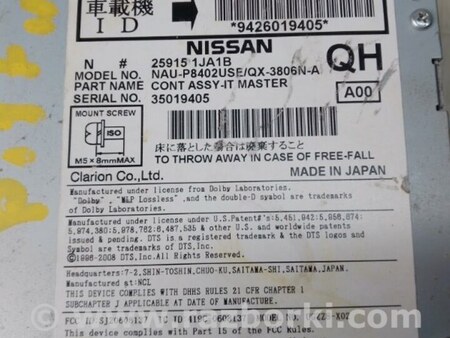 車載機
I D
*9426019405*
NISSAN
QH
N # 25915 1JA1B
MODEL NO. NAU-P8402USE/QX-3806N-A
PART NAME CONT ASSY-IT MASTER
SERIAL NO. 35019405
A00
MOUNT SCREW
ISO
M5×8mmMAX
床に落とした場合は廃棄すること
TO THROW AWAY IN CASE OF FREE-FALL
Clarion Co.,Ltd.
MADE IN JAPAN
Manufactured under license from Dolby Laboratories.
"Dolby", "MLP Lossless", and the double-D symbol are trademarks
of Dolby Laboratories.
Manufactured under license under U.S.Patent#'s:5,451,942;5,956,674;
5,974,380;5,978,762;6,487,535 & other U.S. and worldwide patents
issued & pending. DTS is a registered trademark & the DTS logos and
Symbol are trademarks of DTS,Inc.
©1996-2008 DTS,Inc. All Rights Reserved.
Headquarters:7-2,SHIN-TOSHIN,CHUO-KU,SAITAMA-SHI,SAITAMA,JAPAN.
Manufactured at:NCL
THIS DEVICE COMPLIES WITH DHHS RULES 21 CFR CHAPTER 1
SUBCHAPTER J APPLICABLE AT DATE OF MANUFACTURE.
FCC ID
This device complies with Part 15 of the FCC rules.
razborki.com